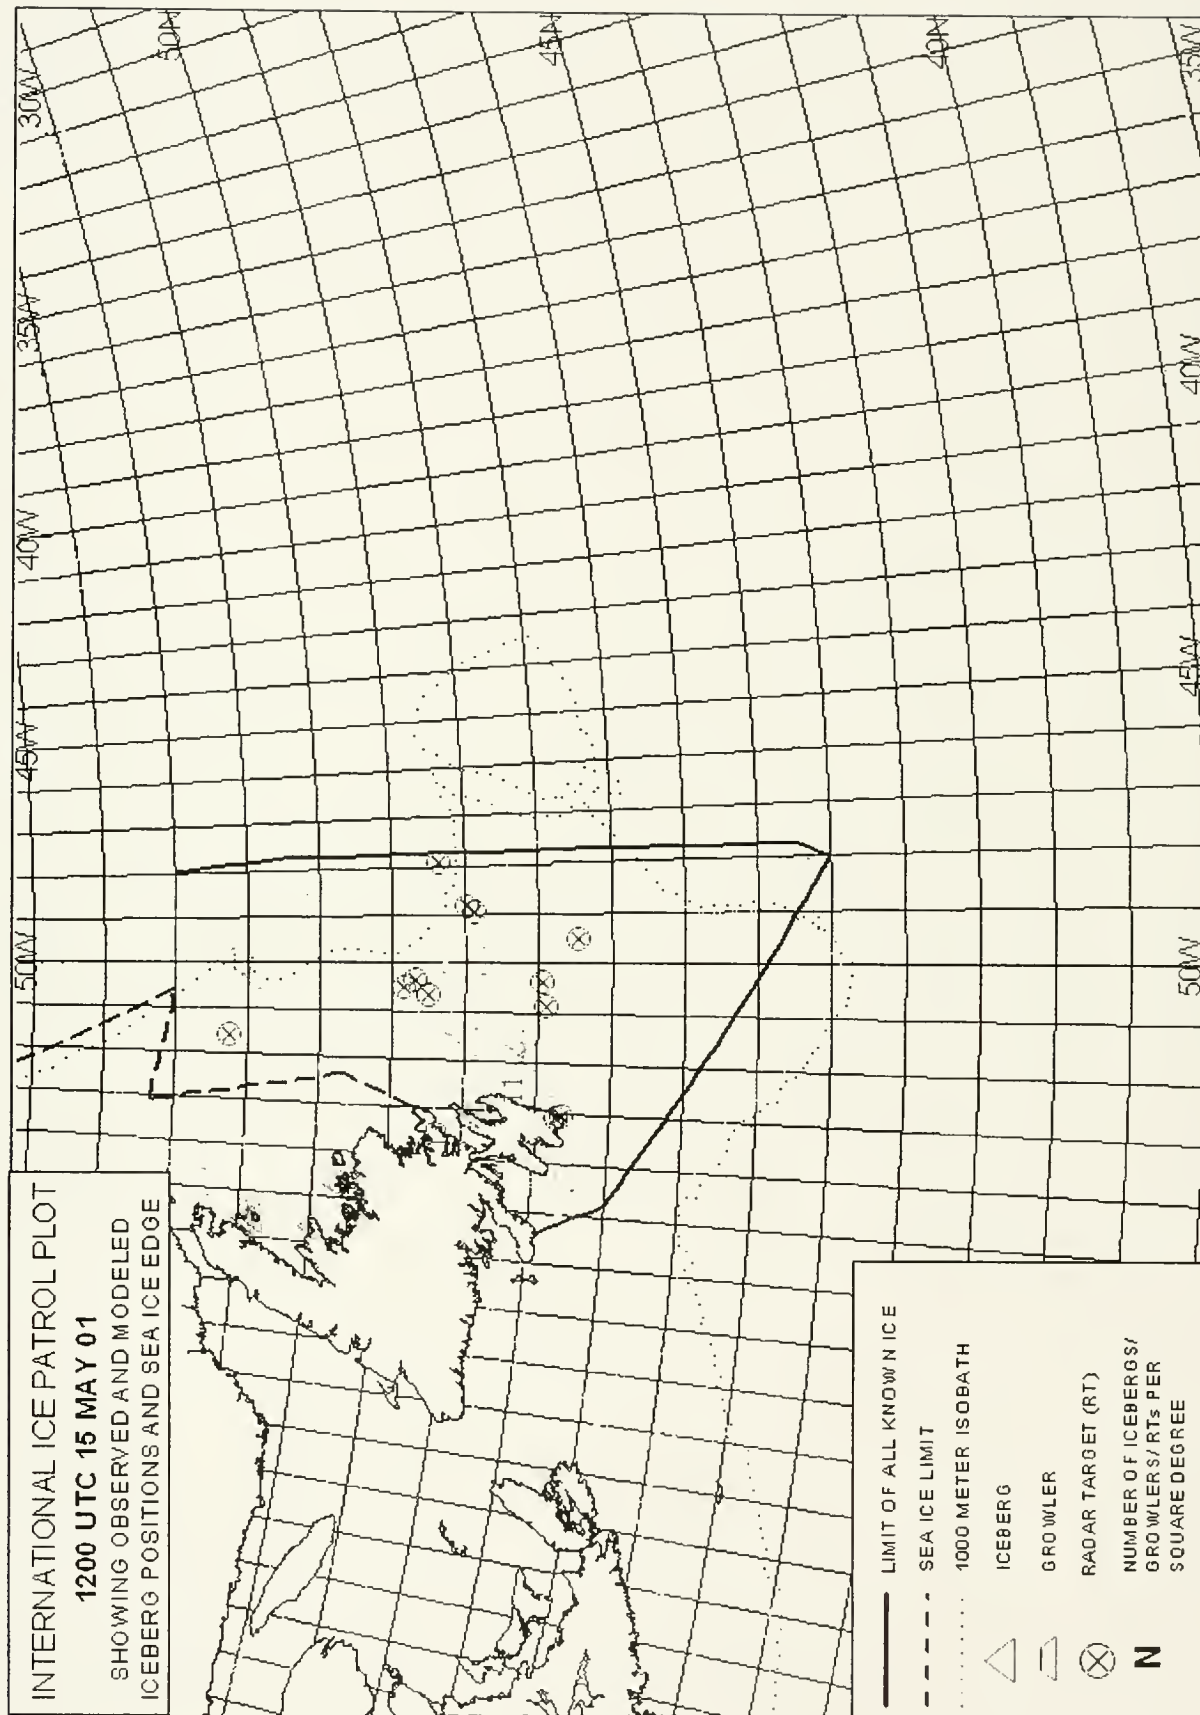 INTERNATIONAL ICE PATROL PLOT
1200 UTC 15 MAY 01
SHOWING OBSERVED AND MODELED
ICEBERG POSITIONS AND SEA ICE EDGE
50W
45W
40W
35W
30W
50N
45N
40N
35W
40W
45W
50W
11
LIMIT OF ALL KNOWN ICE
SEA ICE LIMIT
1000 METER ISOBATH
ICEBERG
GROWLER
RADAR TARGET (RT)
N
NUMBER OF ICEBERGS/
GROWLERS/ RTs PER
SQUARE DEGREE